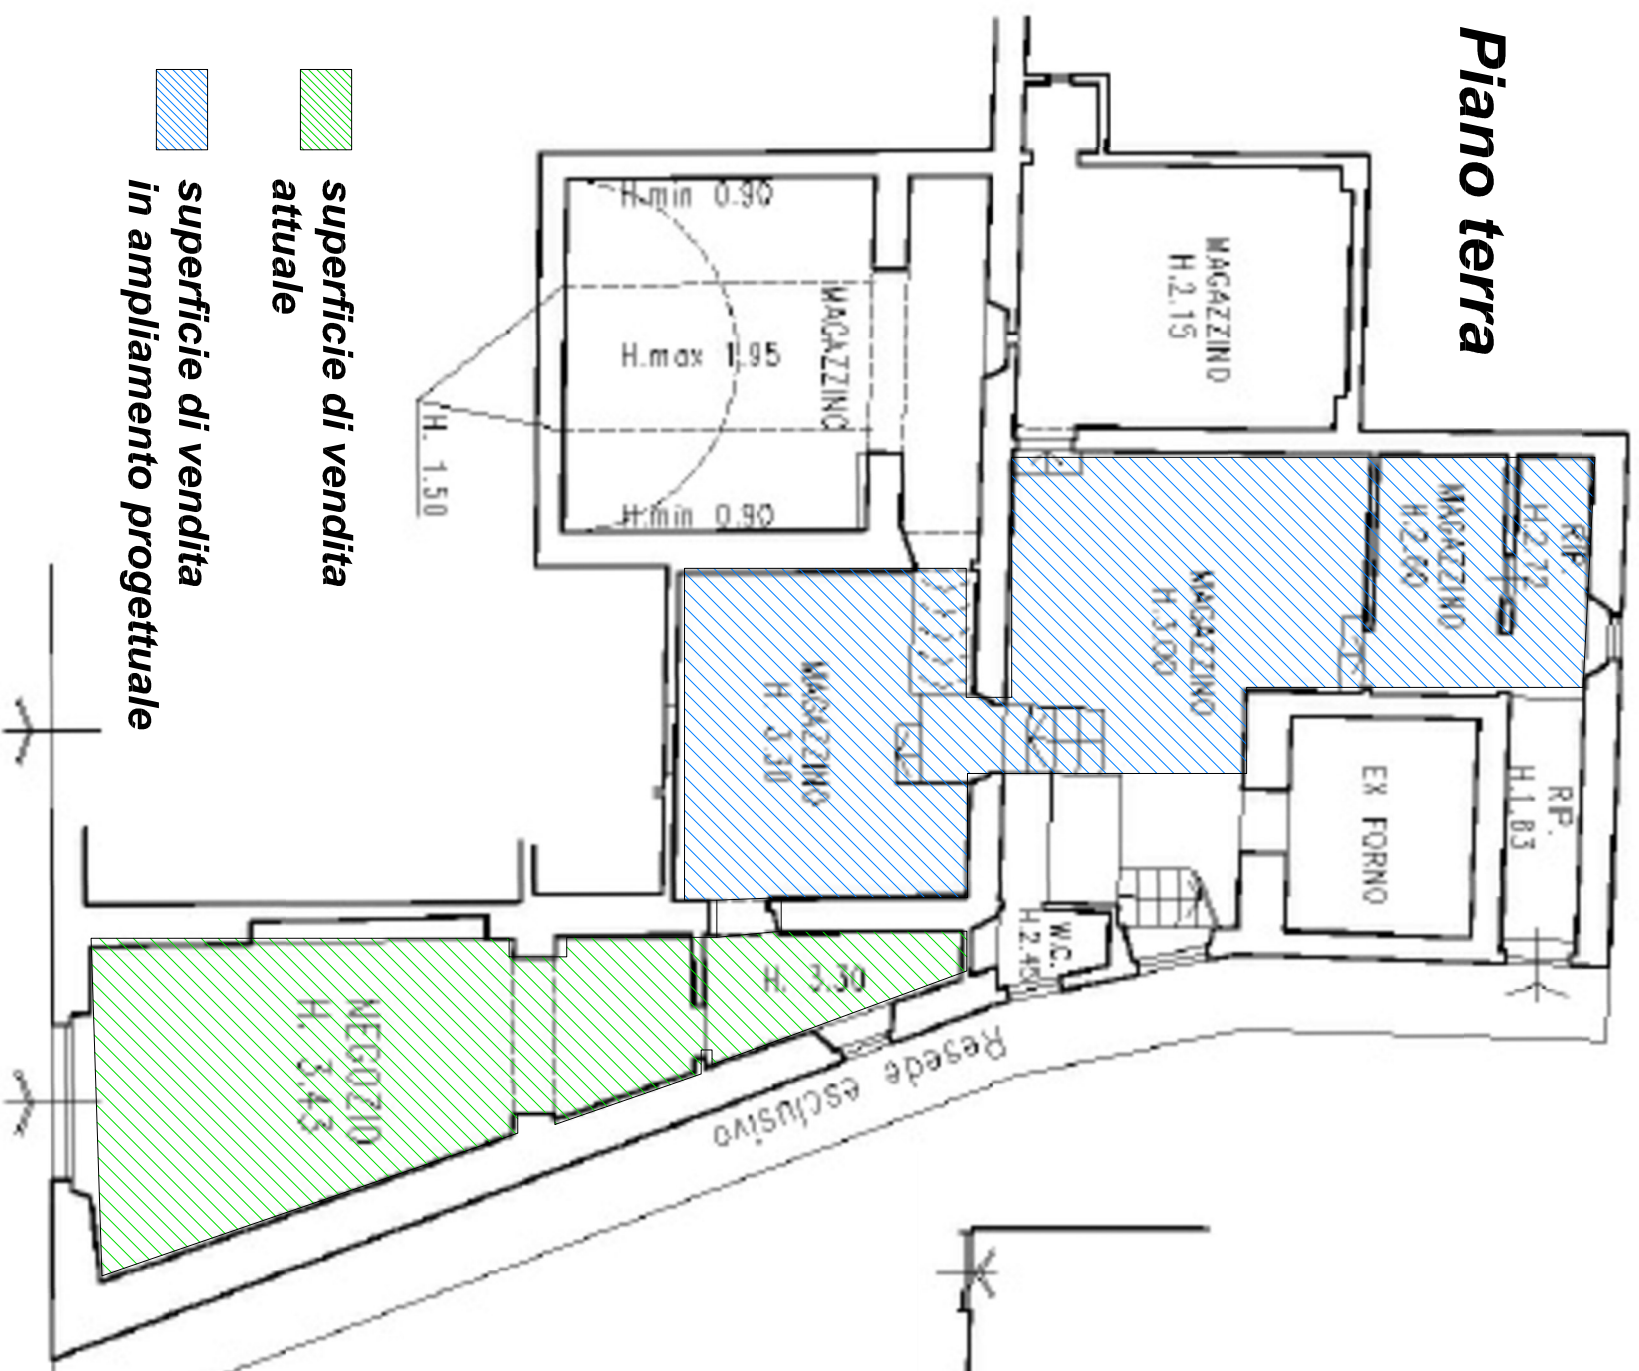 Piano terra
superficie di vendita
attuale
superficie di vendita
in ampliamento progettuale
MAGAZZINO
H.2.15
H.min 0.90
H.max 1.95
H.min 0.90
MAGAZZINO
H. 1.50
RIP.
H.2.72
MAGAZZINO
H.2.60
MAGAZZINO
H.3.00
MAGAZZINO
H 3.30
EX FORNO
RIP.
H.1.83
W.C.
H.2.45
H. 3.30
NEGOZIO
H. 3.43
Resede esclusivo